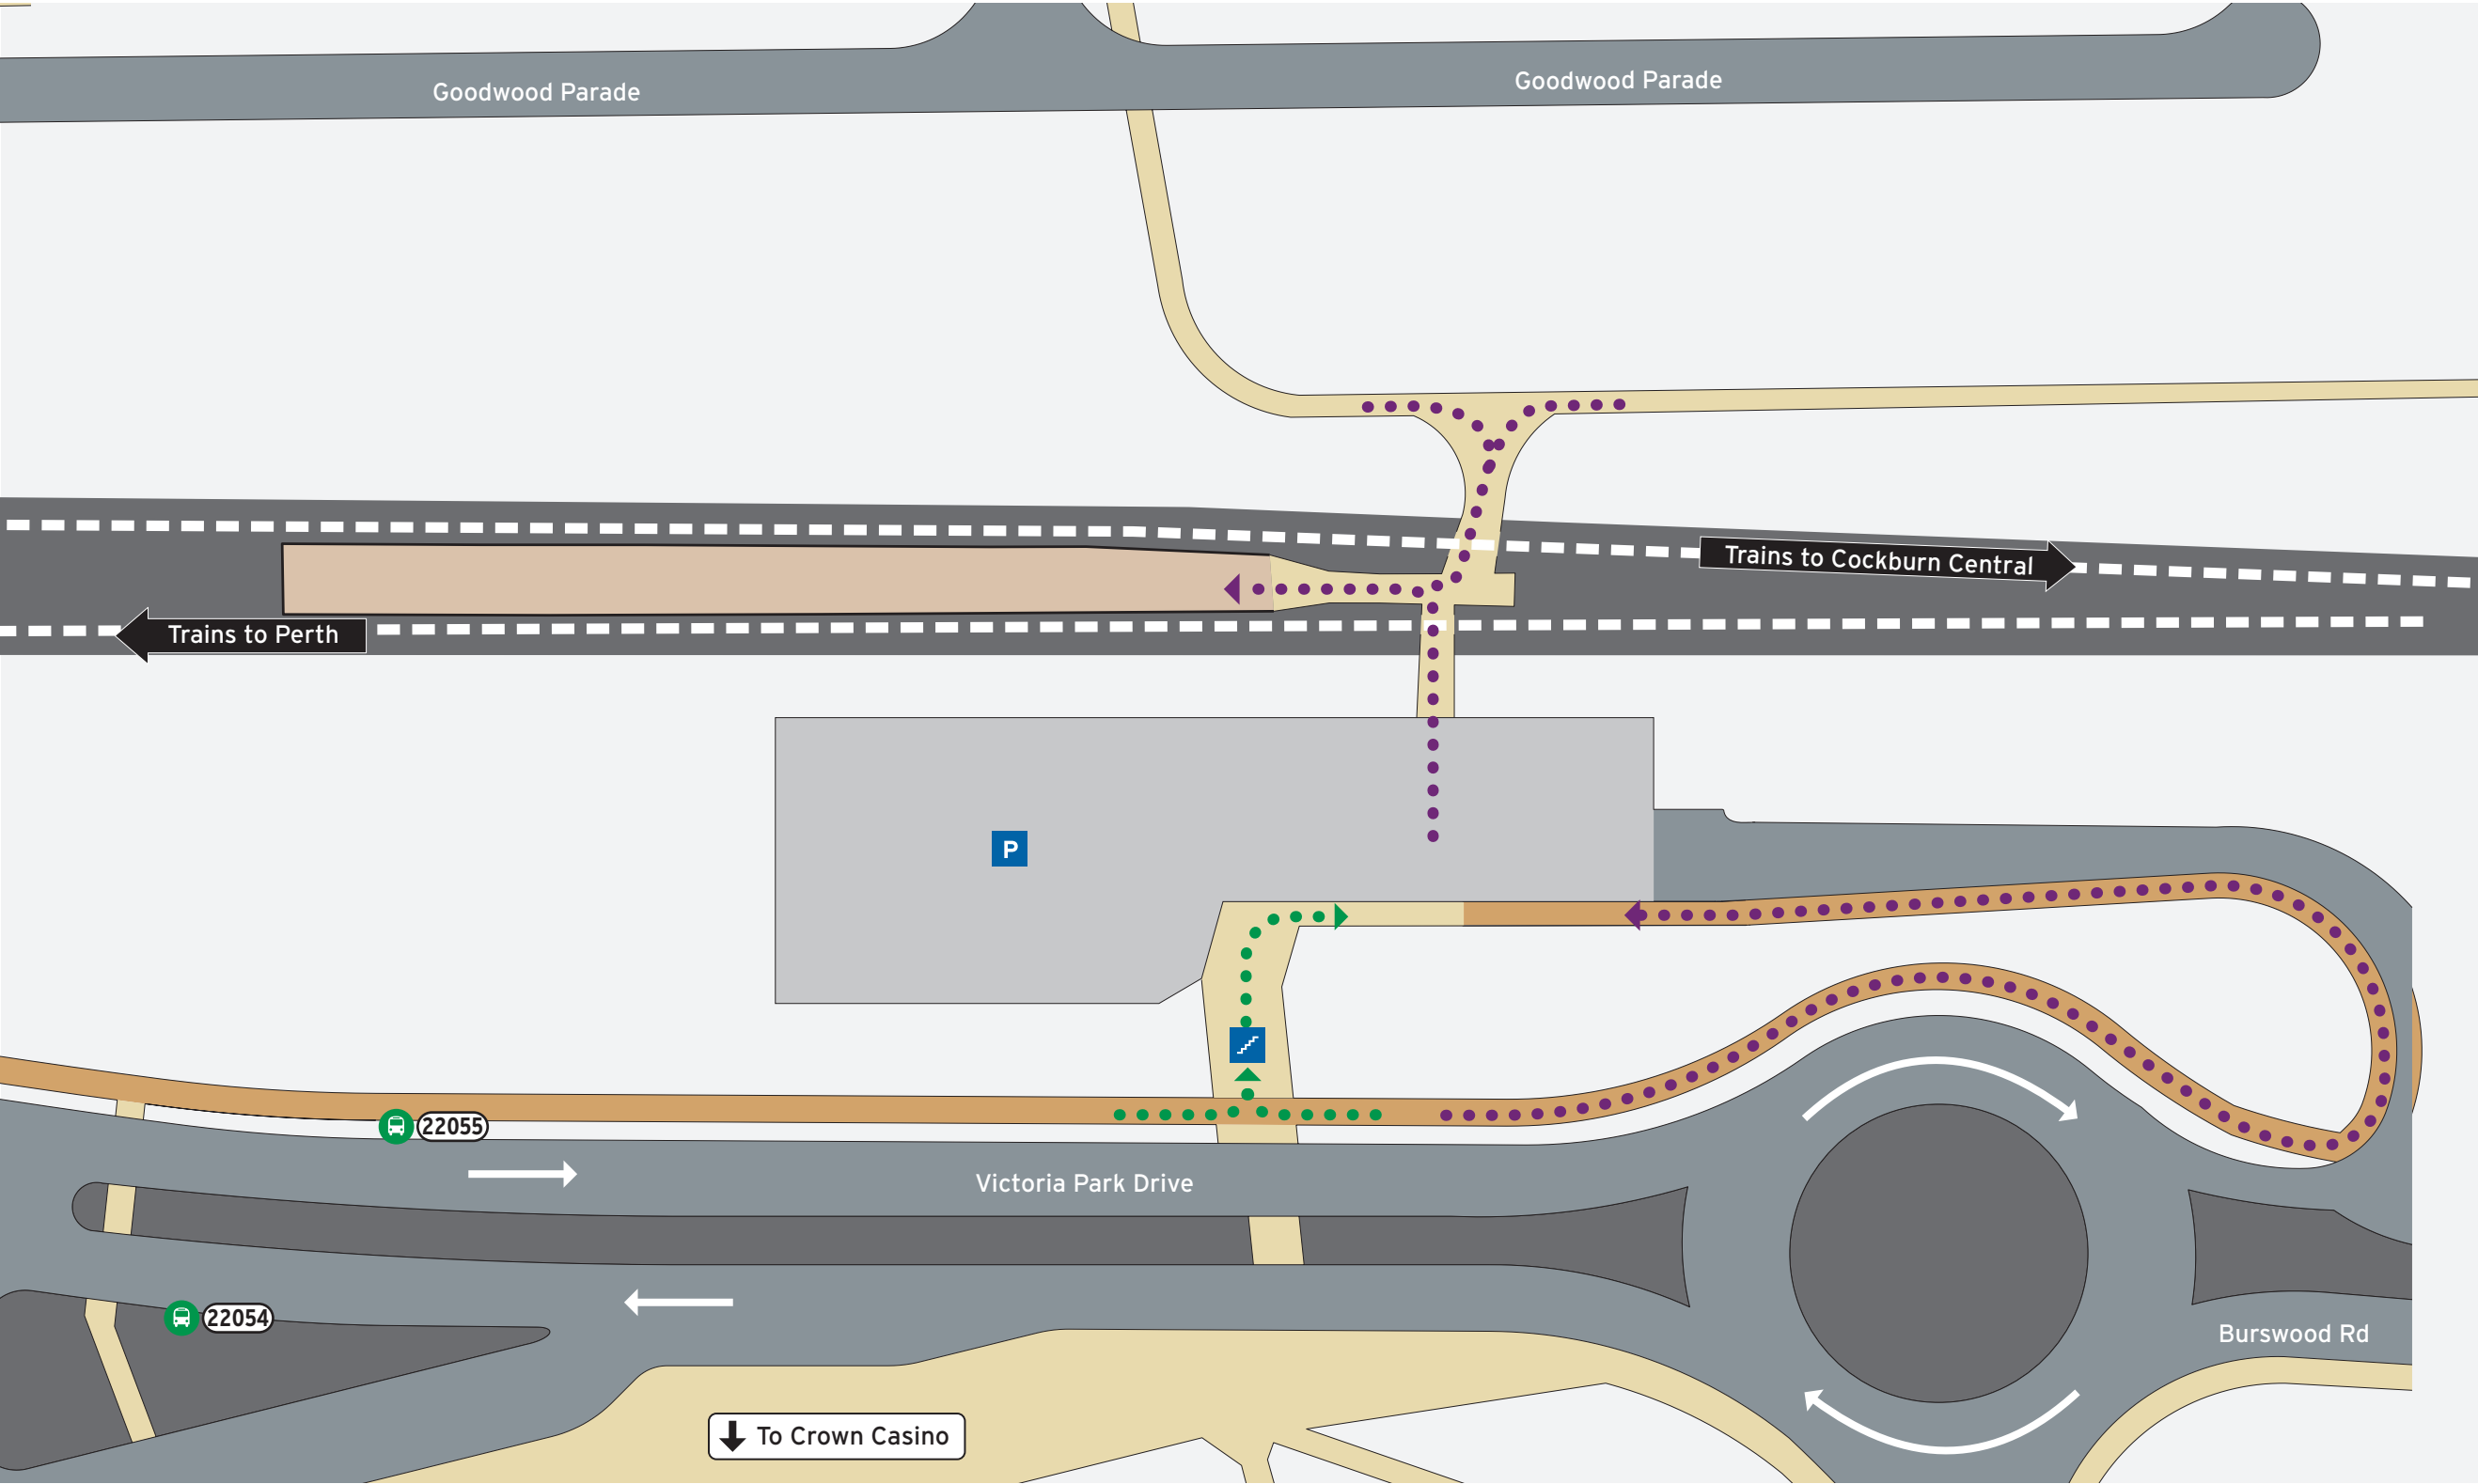 Goodwood Parade
Goodwood Parade
Trains to Cockburn Central
Trains to Perth
P
22055
Victoria Park Drive
22054
Burswood Rd
To Crown Casino